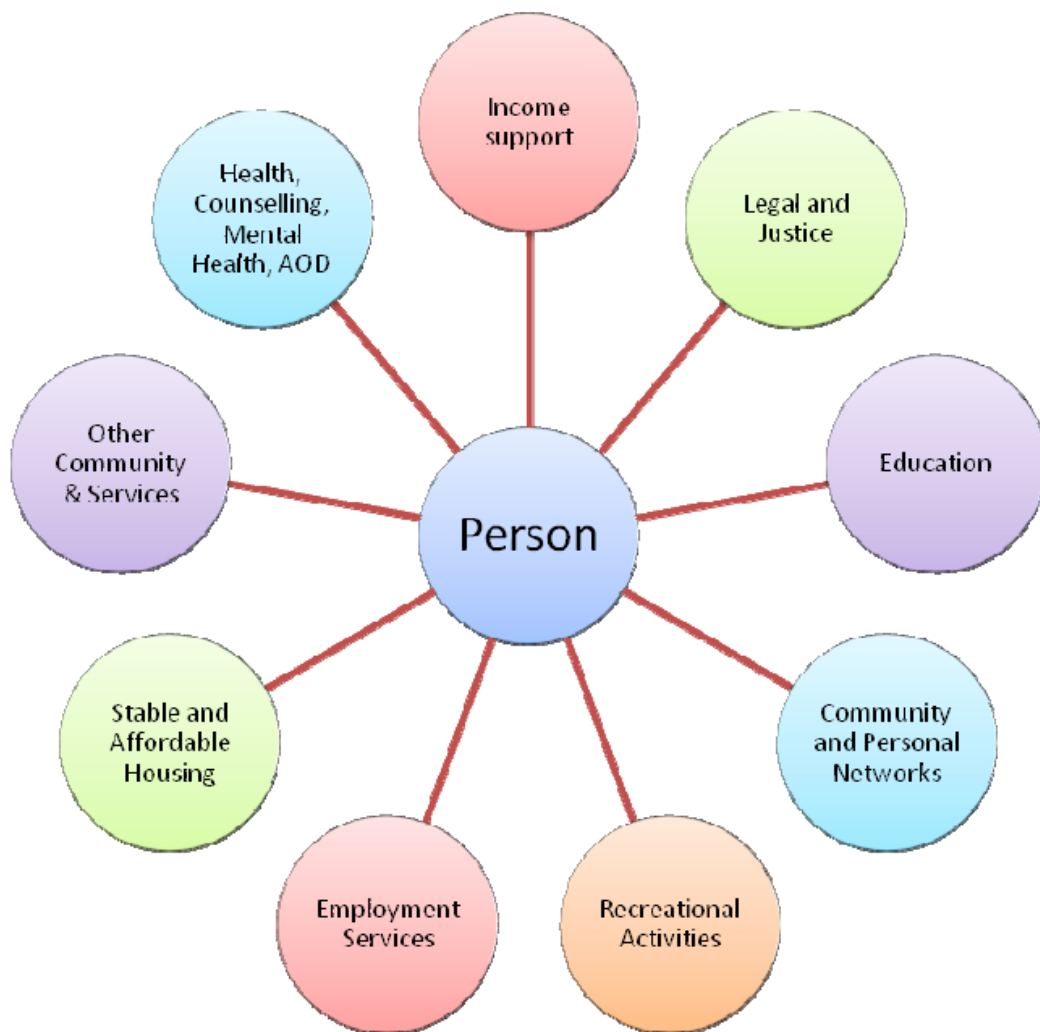 Income
support
Legal and
Justice
Education
Community
and Personal
Networks
Recreational
Activities
Employment
Services
Stable and
Affordable
Housing
Other
Community
& Services
Health,
Counselling,
Mental
Health, AOD
Person